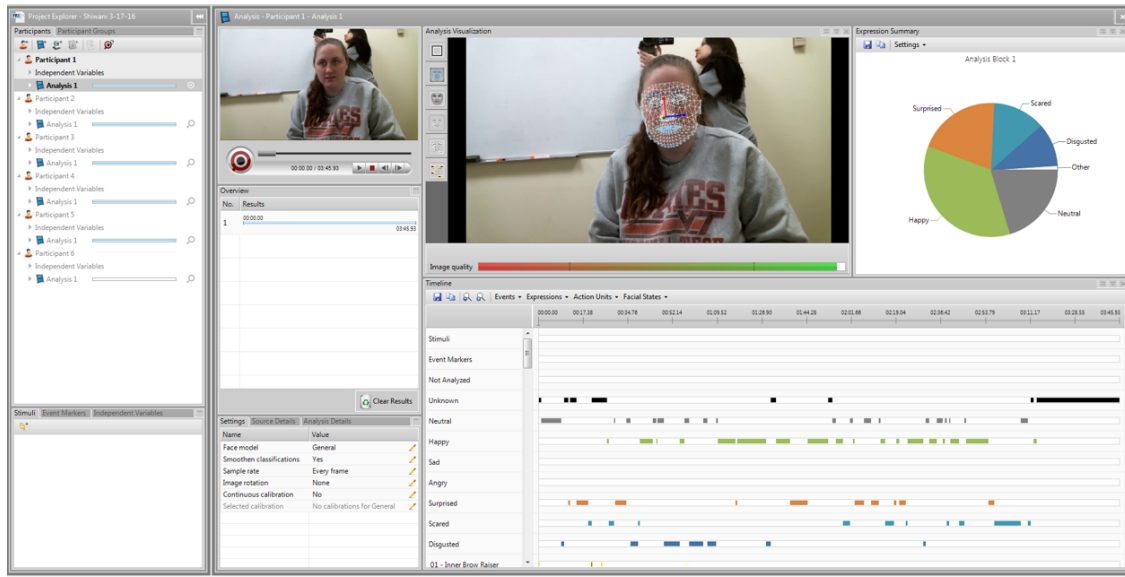 Project Explorer - Shiwani 3-17-16
Participants Participant Groups
Participant 1
Independent Variables
Analysis 1
Participant 2
Independent Variables
Analysis 1
Participant 3
Independent Variables
Analysis 1
Participant 4
Independent Variables
Analysis 1
Participant 5
Independent Variables
Analysis 1
Participant 6
Independent Variables
Analysis 1
Stimuli Event Markers Independent Variables
Analysis - Participant 1 - Analysis 1
00:00.00 / 03:45.93
Overview
No. Results
1 00:00.00
03:45.93
Clear Results
Settings Source Details Analysis Details
Name Value
Face model General
Smoothen classifications Yes
Sample rate Every frame
Image rotation None
Continuous calibration No
Selected calibration No calibrations for General
Analysis Visualization
Image quality
Expression Summary
Settings
Analysis Block 1
Surprised
Scared
Disgusted
Other
Neutral
Happy
Timeline
Events Expressions Action Units Facial States
00:00.00 00:17.38 00:34.76 00:52.14 01:09.52 01:26.90 01:44.28 02:01.66 02:19.04 02:36.42 02:53.79 03:11.17 03:28.55 03:45.93
Stimuli
Event Markers
Not Analyzed
Unknown
Neutral
Happy
Sad
Angry
Surprised
Scared
Disgusted
01 - Inner Brow Raiser